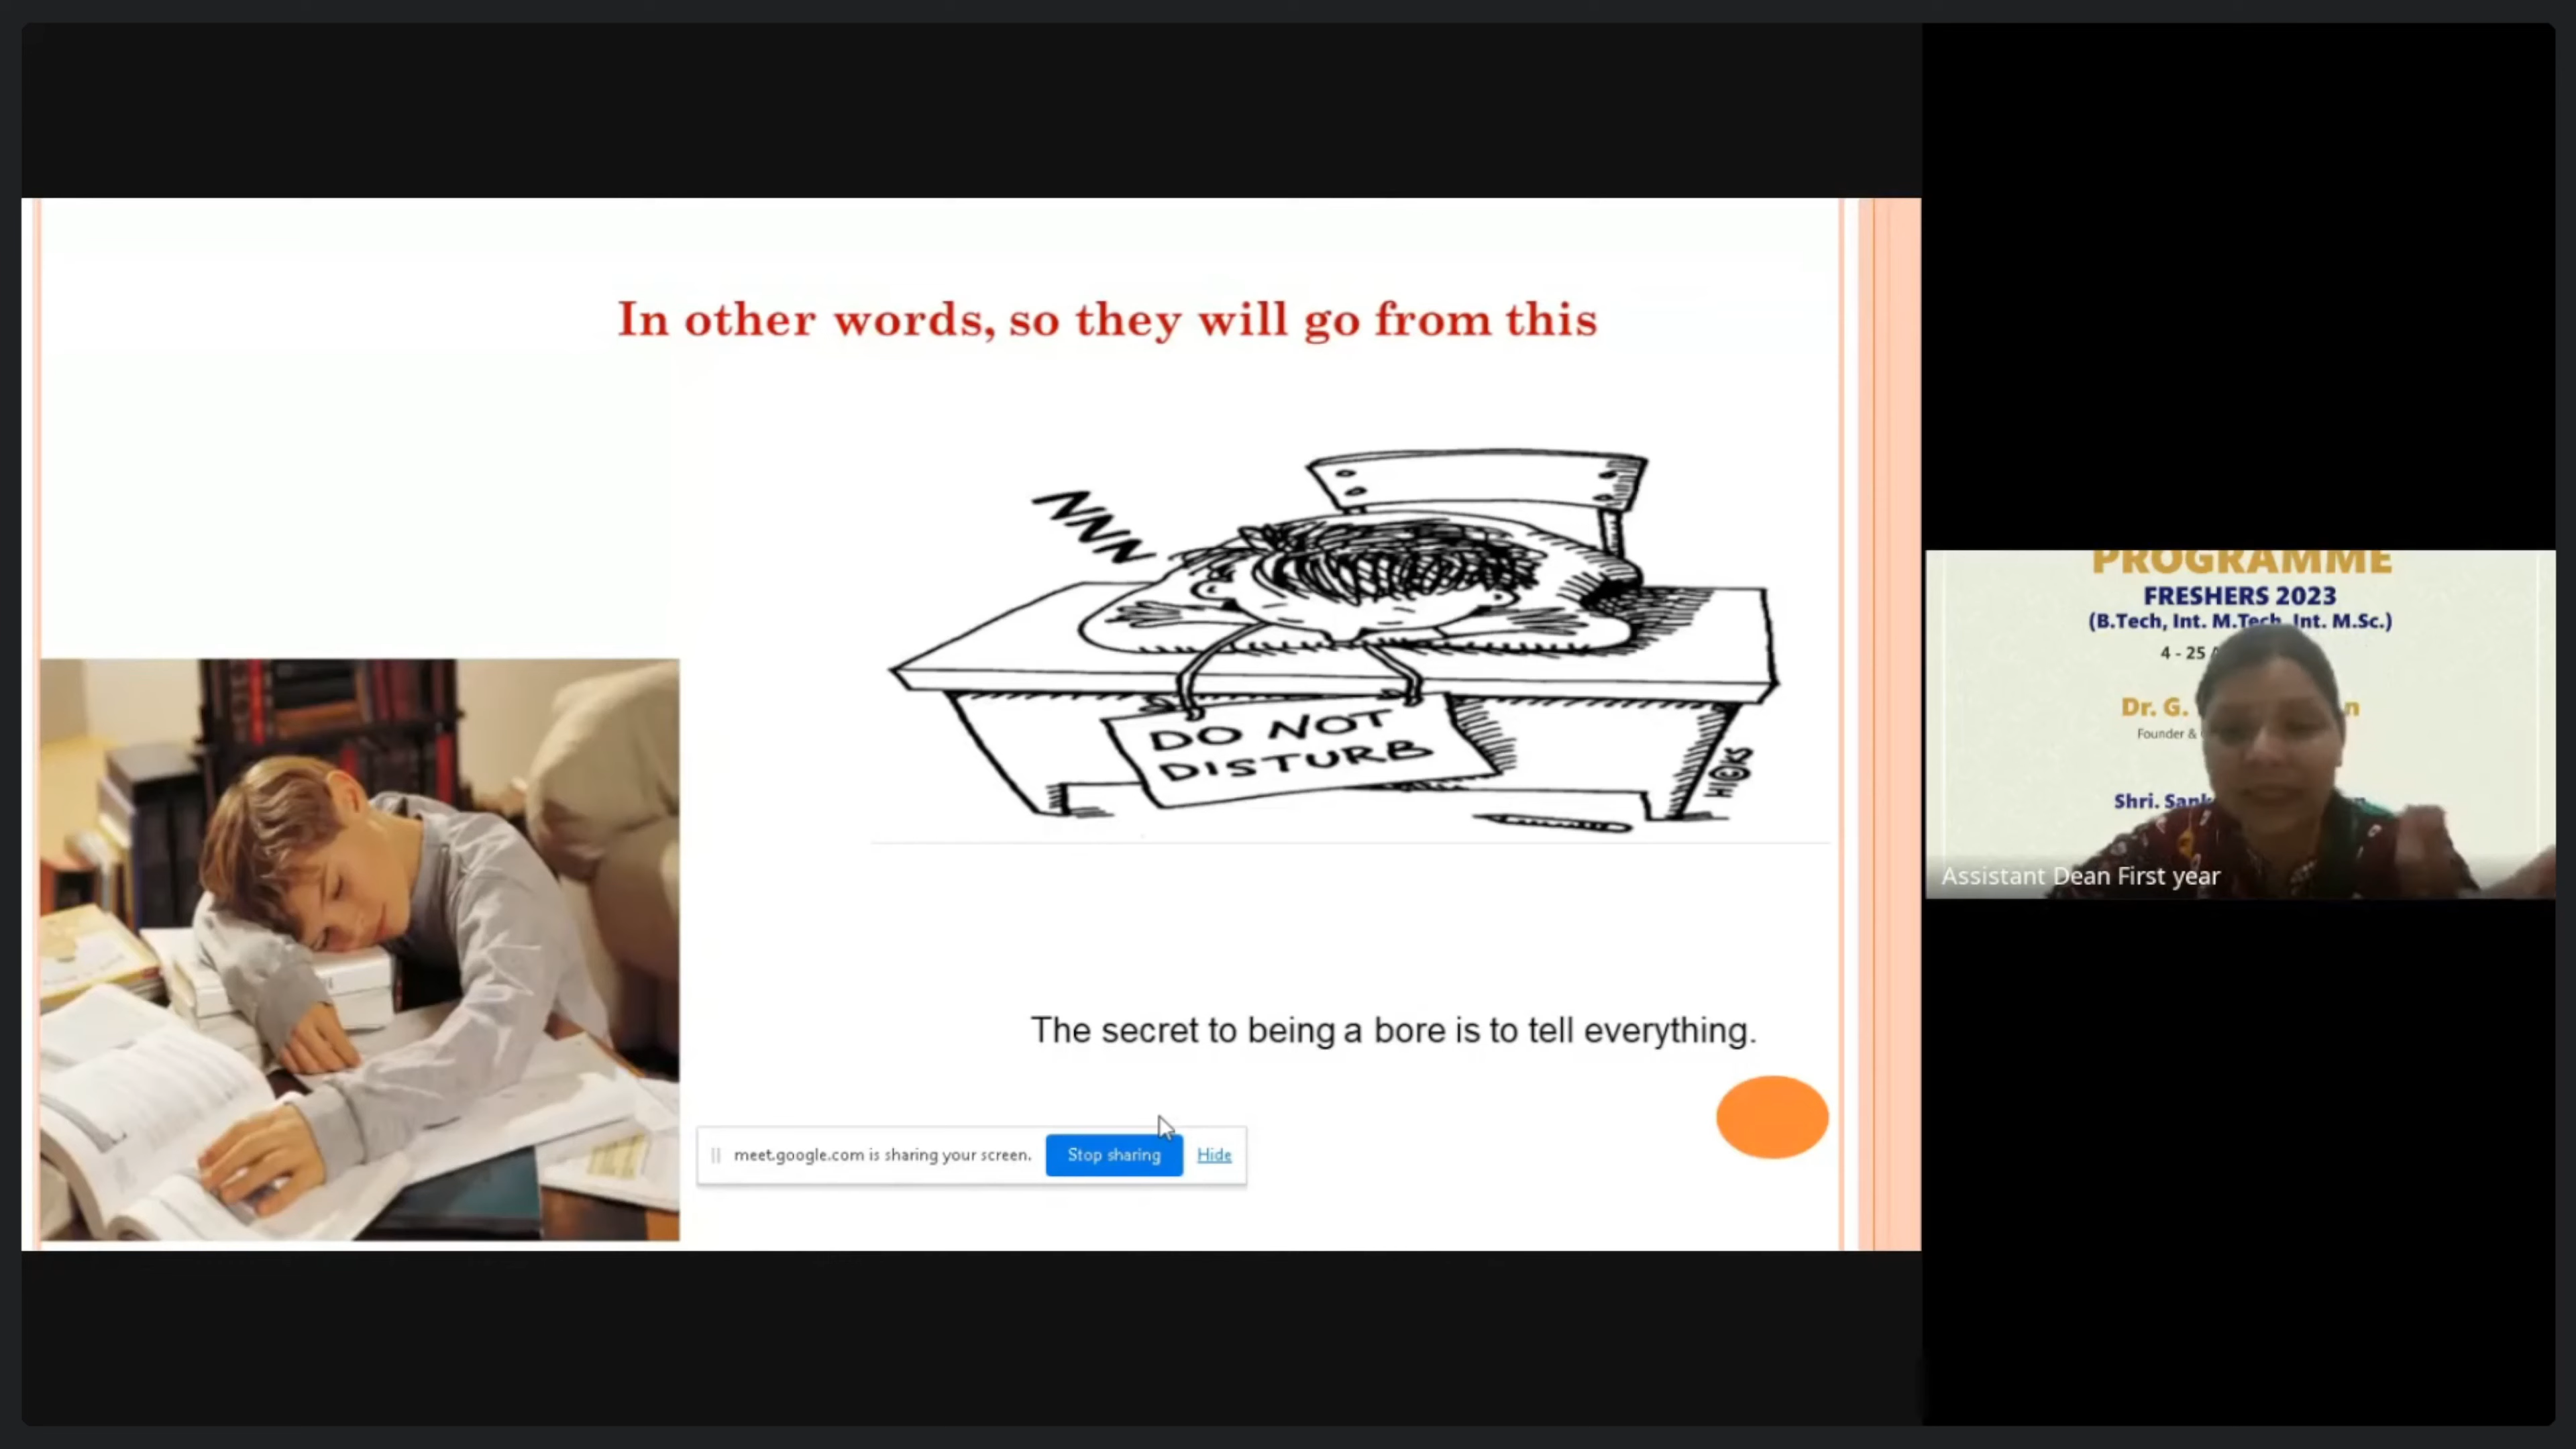 In other words, so they will go from this
DO NOT
DISTURB
HICKS
The secret to being a bore is to tell everything.
meet.google.com is sharing your screen. Stop sharing Hide
PROGRAMME
FRESHERS 2023
(B.Tech, Int. M.Tech, Int. M.Sc.)
4 - 25
Dr. G.
Founder &
Shri.
Assistant Dean First year